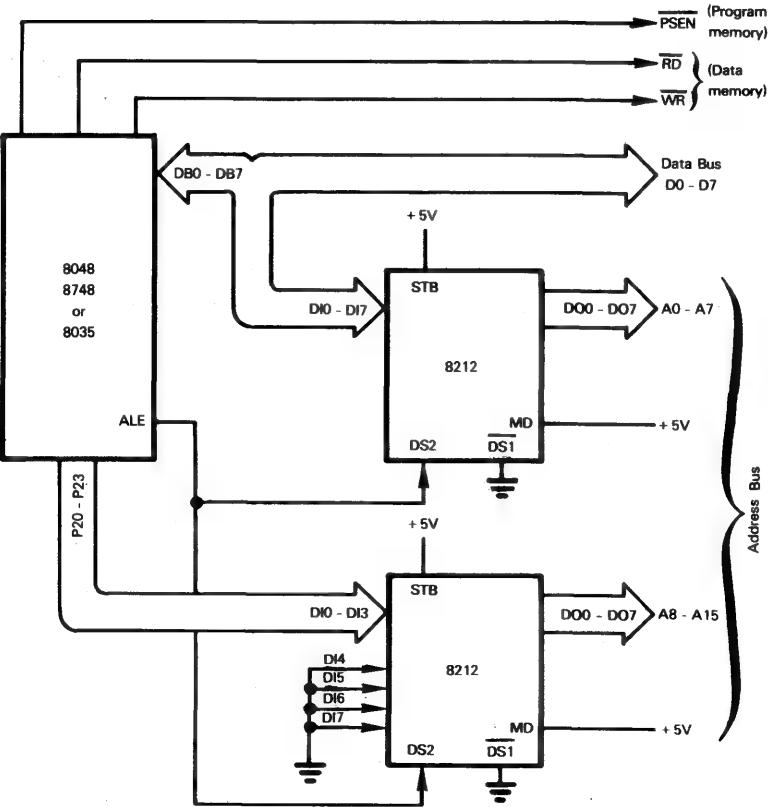 PSEN (Program
memory)
RD
WR
(Data
memory)
DB0 - DB7
Data Bus
D0 - D7
8048
8748
or
8035
ALE
P20 - P23
+ 5V
STB
DI0 - DI7
8212
DO0 - DO7
A0 - A7
MD
+ 5V
DS2
DS1
Address Bus
+ 5V
STB
DI0 - DI3
DI4
DI5
DI6
DI7
8212
DO0 - DO7
A8 - A15
MD
+ 5V
DS2
DS1